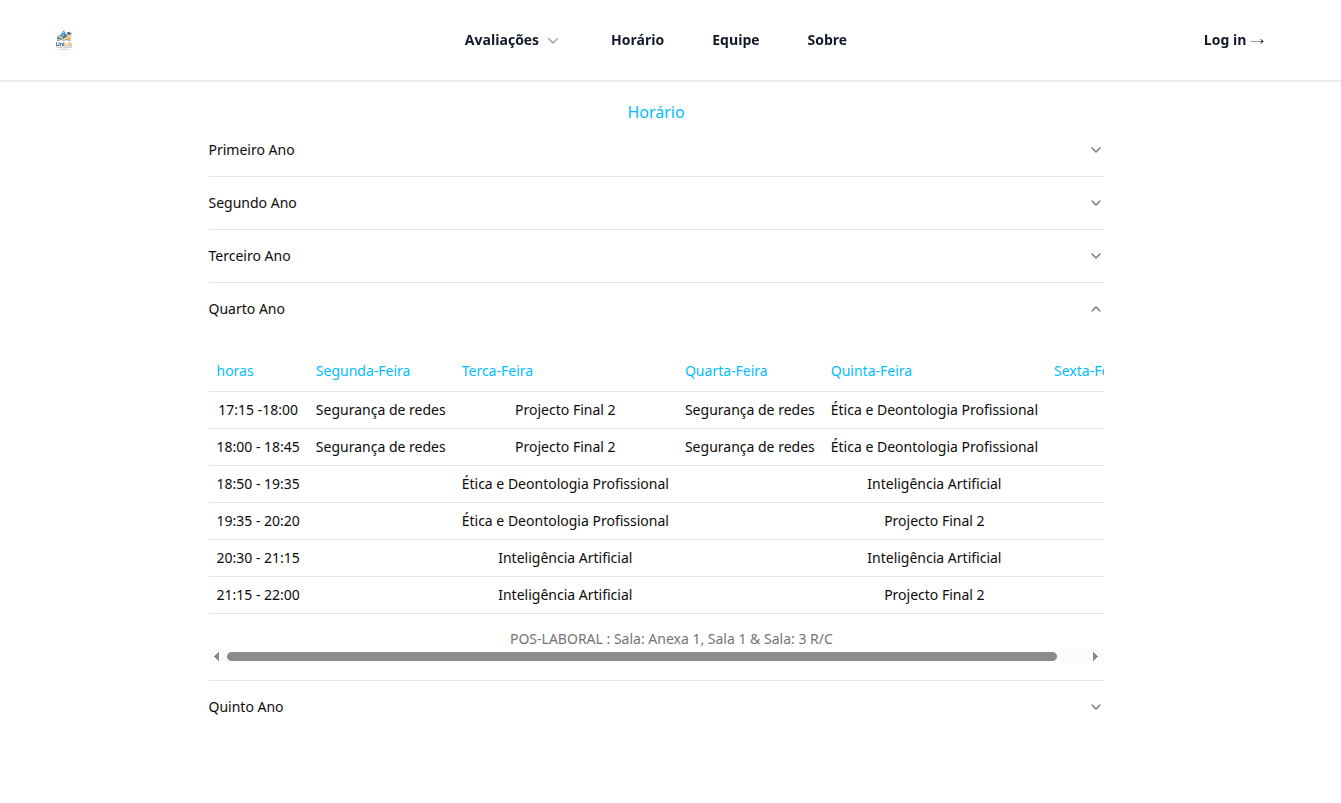 Avaliações Horário Equipe Sobre Log in →
Horário
Primeiro Ano
Segundo Ano
Terceiro Ano
Quarto Ano
horas Segunda-Feira Terca-Feira Quarta-Feira Quinta-Feira Sexta-Fe
17:15 -18:00 Segurança de redes Projecto Final 2 Segurança de redes Ética e Deontologia Profissional
18:00 - 18:45 Segurança de redes Projecto Final 2 Segurança de redes Ética e Deontologia Profissional
18:50 - 19:35 Ética e Deontologia Profissional Inteligência Artificial
19:35 - 20:20 Ética e Deontologia Profissional Projecto Final 2
20:30 - 21:15 Inteligência Artificial Inteligência Artificial
21:15 - 22:00 Inteligência Artificial Projecto Final 2
POS-LABORAL : Sala: Anexa 1, Sala 1 & Sala: 3 R/C
Quinto Ano